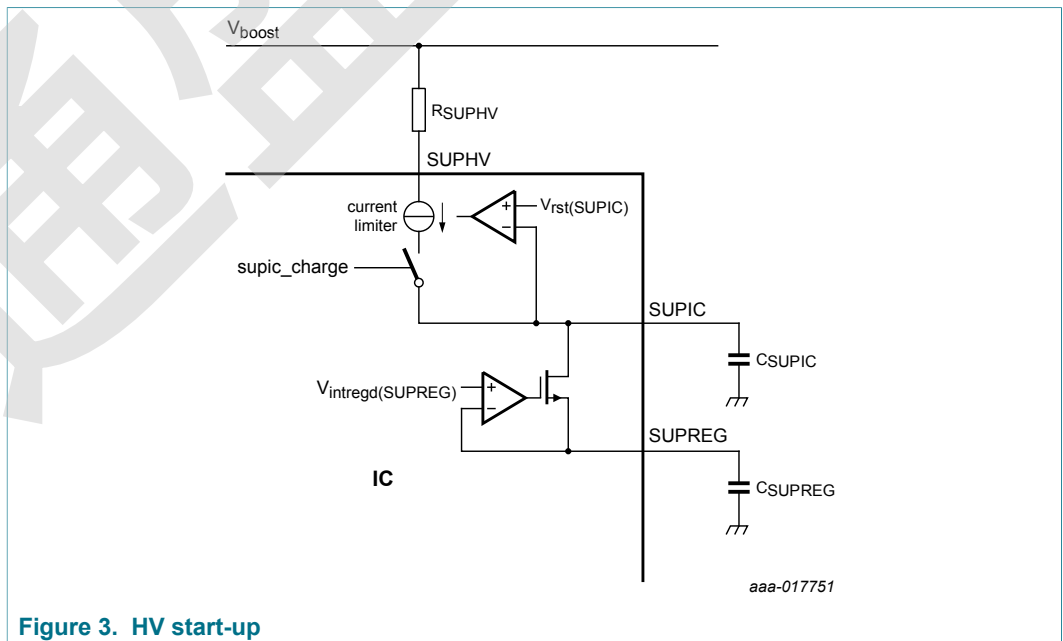 Vboost
RSUPHV
SUPHV
current
limiter
Vrst(SUPIC)
+
−
supic_charge
SUPIC
CSUPIC
Vintregd(SUPREG)
+
−
SUPREG
IC
CSUPREG
aaa-017751
Figure 3. HV start-up